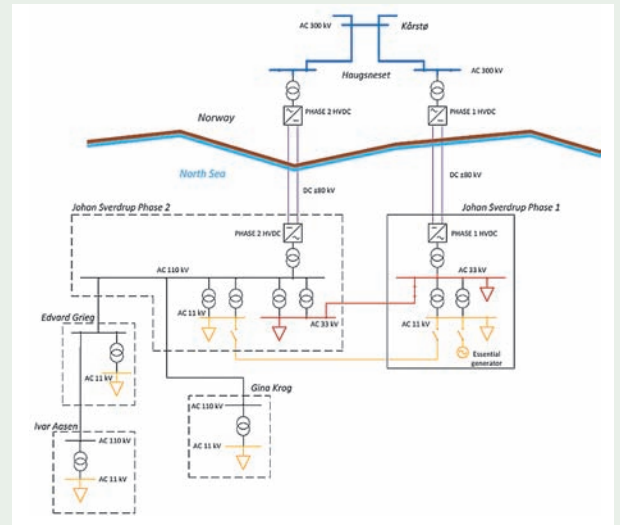 AC 300 kV
Kårstø
Haugsneset
AC 300 kV
PHASE 2 HVDC
PHASE 1 HVDC
Norway
North Sea
DC ±80 kV
DC ±80 kV
Johan Sverdrup Phase 2
Johan Sverdrup Phase 1
PHASE 2 HVDC
PHASE 1 HVDC
AC 110 kV
AC 33 kV
AC 11 kV
AC 33 kV
AC 11 kV
Essential
generator
Edvard Grieg
AC 11 kV
Gina Krog
AC 110 kV
AC 11 kV
Ivar Aasen
AC 110 kV
AC 11 kV